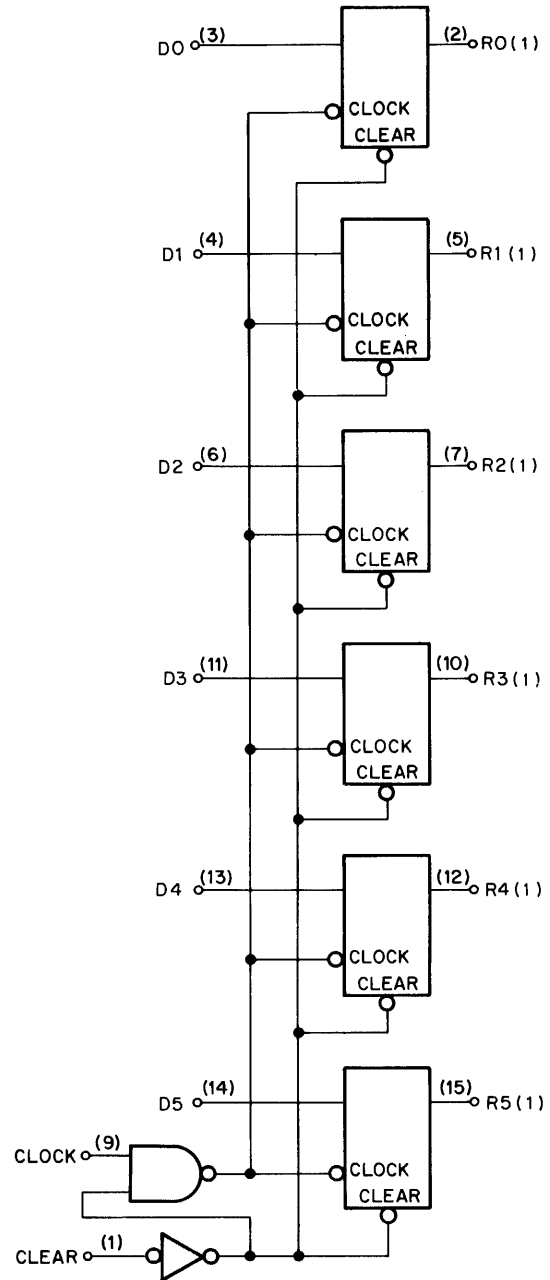 D0 (3) (2) R0(1)
CLOCK
CLEAR
D1 (4) (5) R1(1)
CLOCK
CLEAR
D2 (6) (7) R2(1)
CLOCK
CLEAR
D3 (11) (10) R3(1)
CLOCK
CLEAR
D4 (13) (12) R4(1)
CLOCK
CLEAR
D5 (14) (15) R5(1)
CLOCK (9) CLOCK
CLEAR
CLEAR (1)